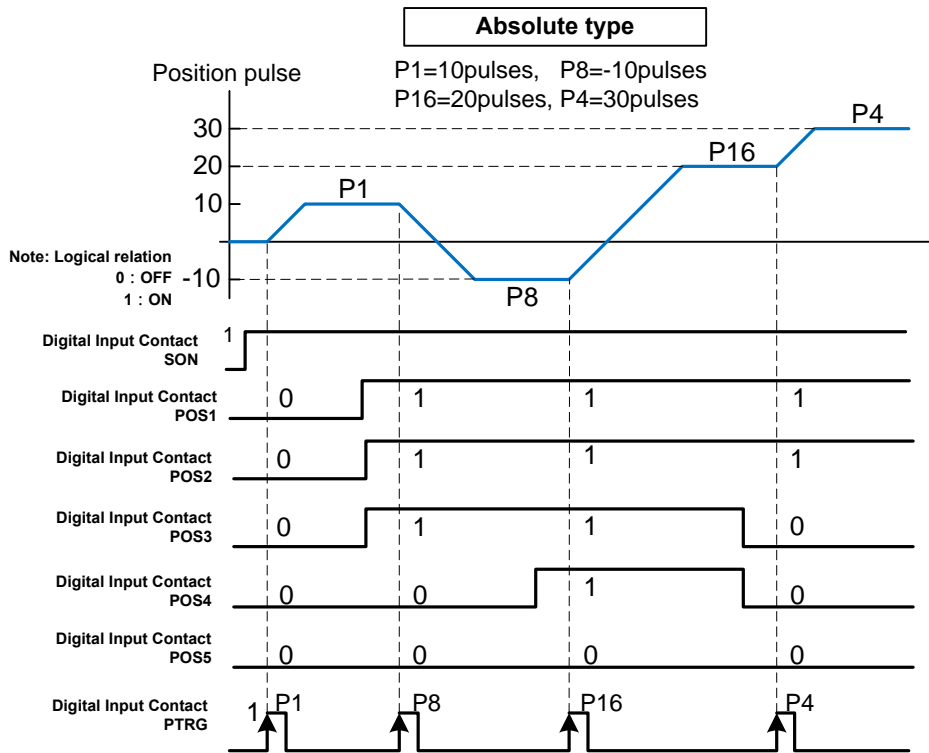 Absolute type
Position pulse
P1=10pulses, P8=-10pulses
P16=20pulses, P4=30pulses
30
P4
20
P16
10
P1
Note: Logical relation
0 : OFF
1 : ON
-10
P8
Digital Input Contact
SON
1
Digital Input Contact
POS1
0 1 1 1
Digital Input Contact
POS2
0 1 1 1
Digital Input Contact
POS3
0 1 1 0
Digital Input Contact
POS4
0 0 1 0
Digital Input Contact
POS5
0 0 0 0
Digital Input Contact
PTRG
1 P1 P8 P16 P4